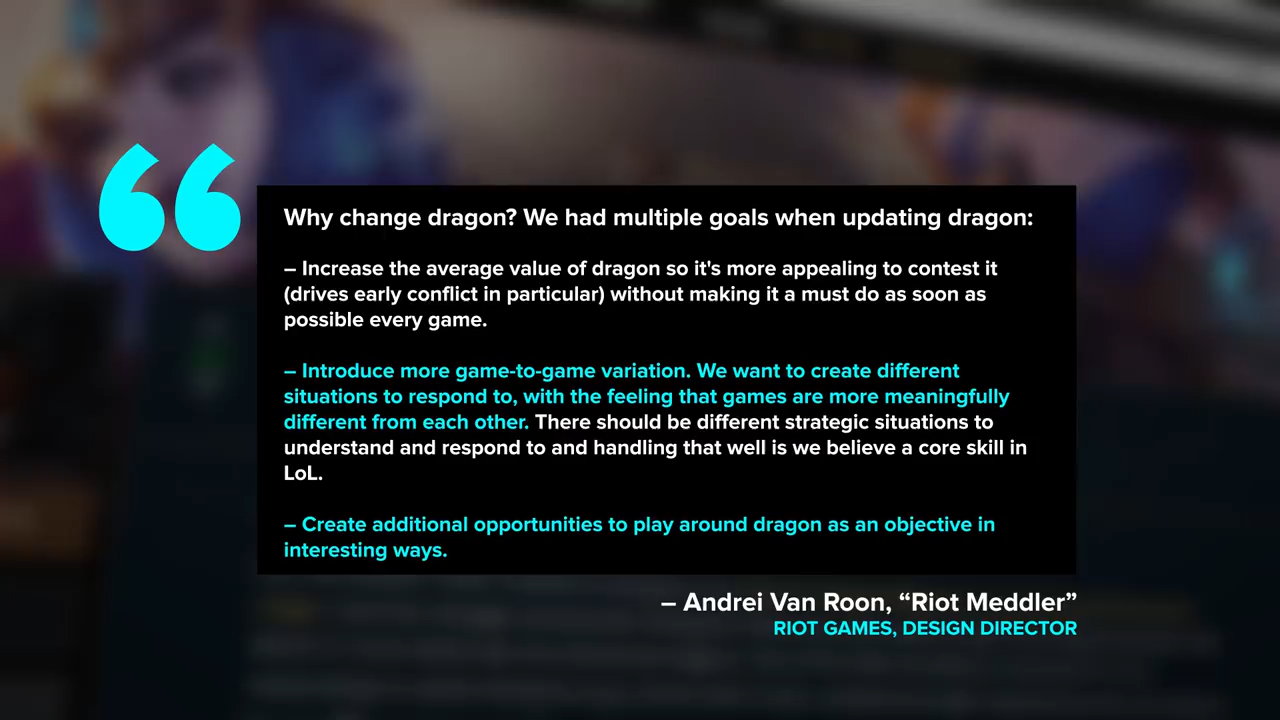 “
Why change dragon? We had multiple goals when updating dragon:
– Increase the average value of dragon so it's more appealing to contest it
(drives early conflict in particular) without making it a must do as soon as
possible every game.
– Introduce more game-to-game variation. We want to create different
situations to respond to, with the feeling that games are more meaningfully
different from each other. There should be different strategic situations to
understand and respond to and handling that well is we believe a core skill in
LoL.
– Create additional opportunities to play around dragon as an objective in
interesting ways.
– Andrei Van Roon, “Riot Meddler”
RIOT GAMES, DESIGN DIRECTOR